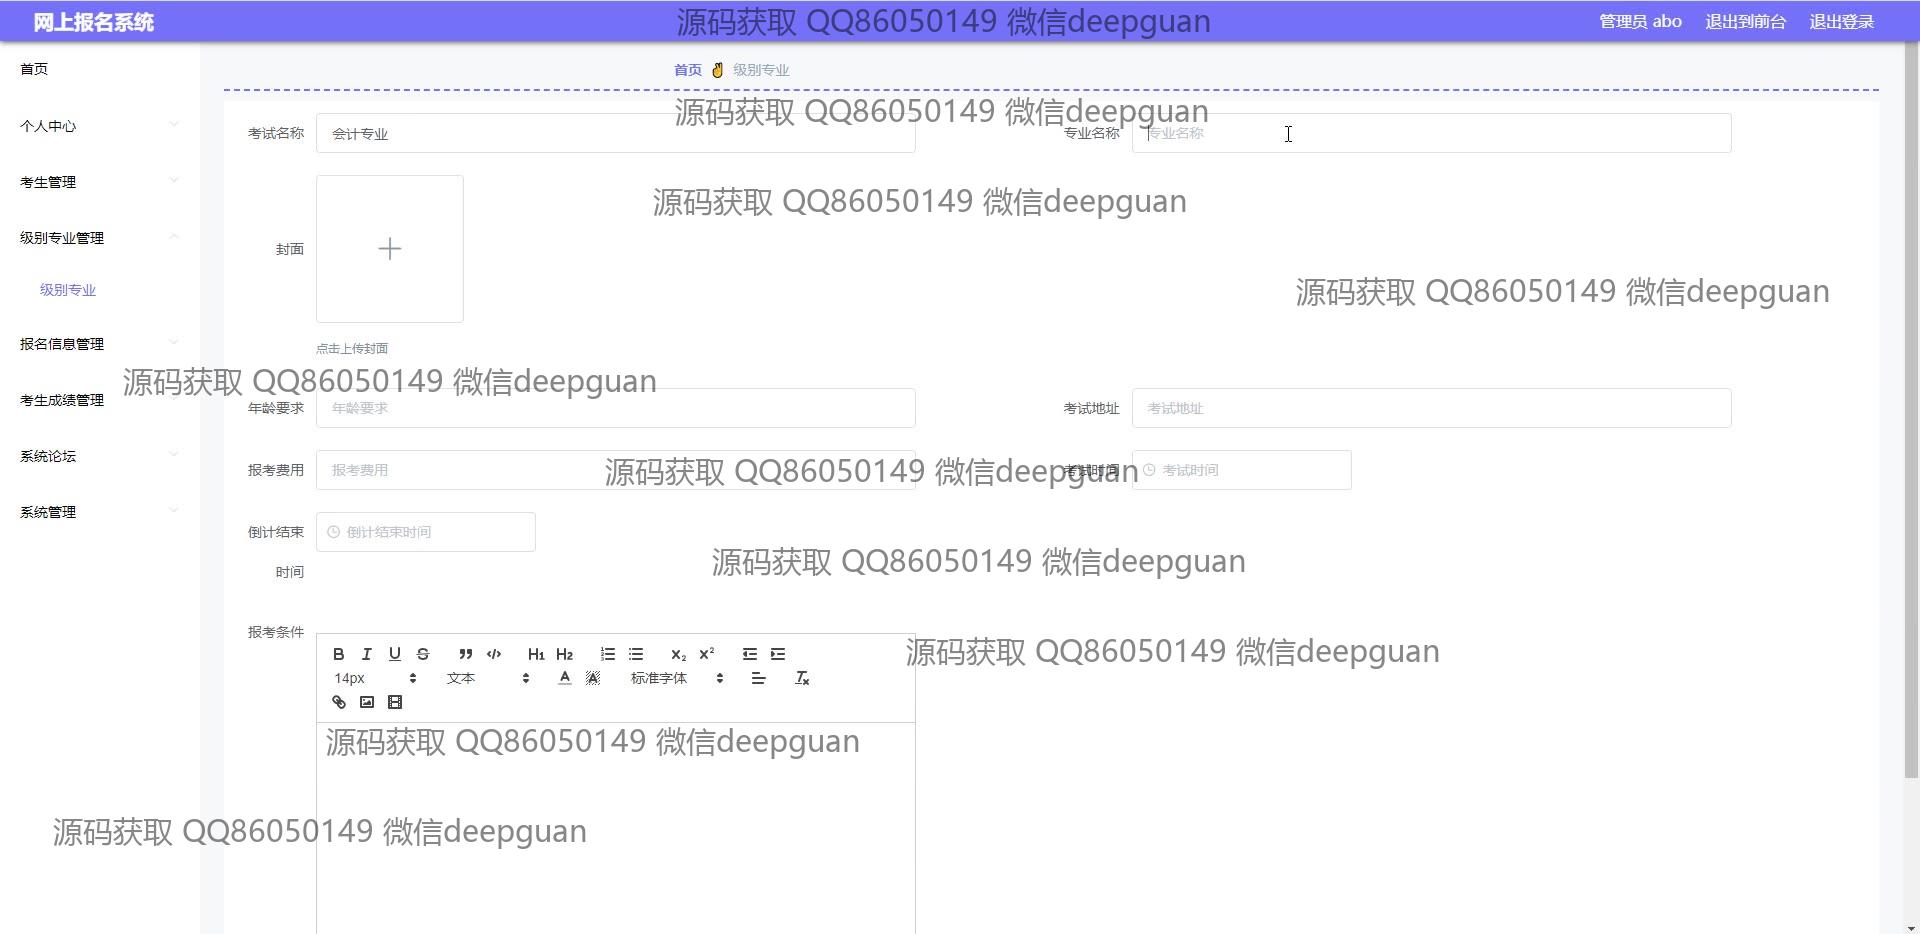 网上报名系统
源码获取 QQ86050149 微信deepguan
管理员 abo 退出到前台 退出登录
首页
首页 级别专业
源码获取 QQ86050149 微信deepguan
个人中心
考试名称 会计专业
专业名称 专业名称
考生管理
源码获取 QQ86050149 微信deepguan
级别专业管理
封面
级别专业
源码获取 QQ86050149 微信deepguan
报名信息管理
点击上传封面
源码获取 QQ86050149 微信deepguan
考生成绩管理
年龄要求 年龄要求
考试地址 考试地址
系统论坛
报考费用 报考费用
源码获取 QQ86050149 微信deepguan
考试时间 考试时间
系统管理
倒计结束
时间
倒计结束时间
源码获取 QQ86050149 微信deepguan
报考条件
B I U S H1 H2 X2 X2
源码获取 QQ86050149 微信deepguan
14px 文本 A A 标准字体 Tx
源码获取 QQ86050149 微信deepguan
源码获取 QQ86050149 微信deepguan